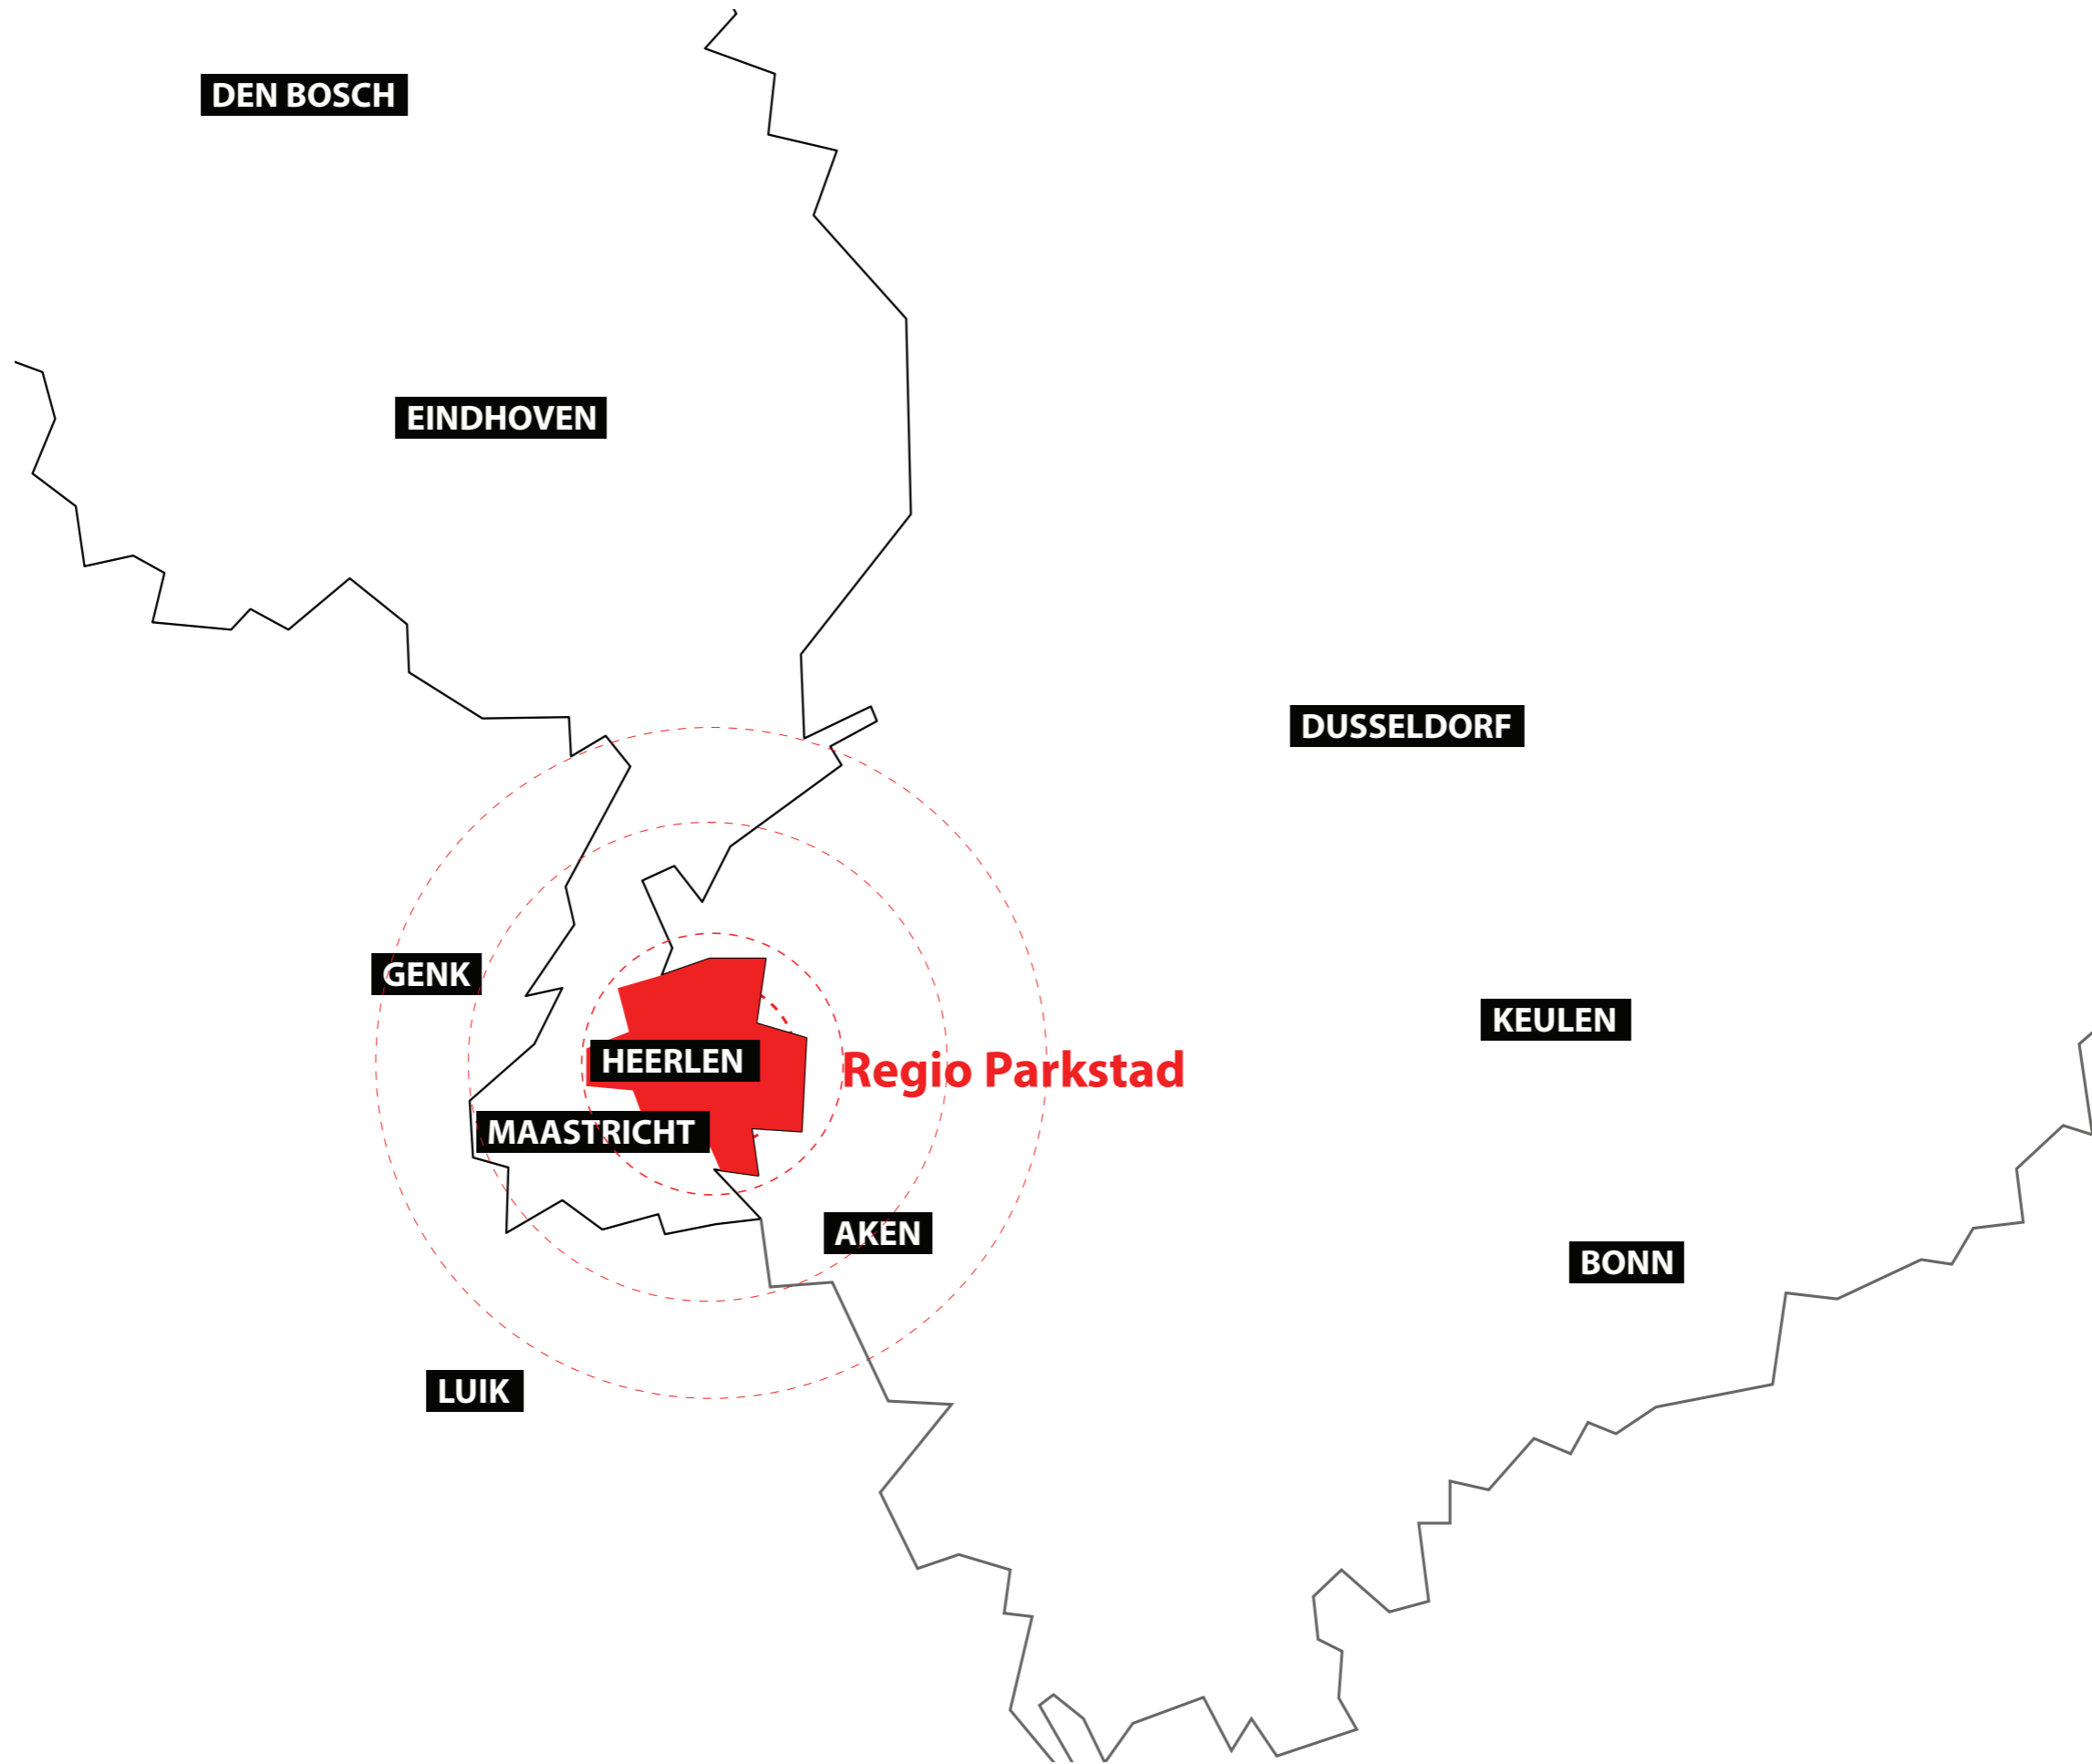 DEN BOSCH
EINDHOVEN
DUSSELDORF
GENK
KEULEN
HEERLEN
Regio Parkstad
MAASTRICHT
AKEN
BONN
LUIK